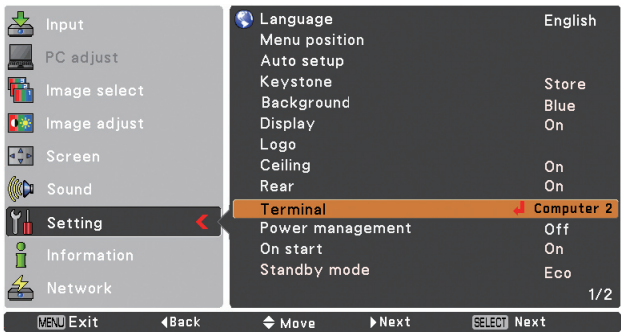 Input
PC adjust
Image select
Image adjust
Screen
Sound
Setting
Information
Network
Language English
Menu position
Auto setup
Keystone Store
Background Blue
Display On
Logo
Ceiling On
Rear On
Terminal Computer 2
Power management Off
On start On
Standby mode Eco
1/2
MENU Exit Back Move Next SELECT Next